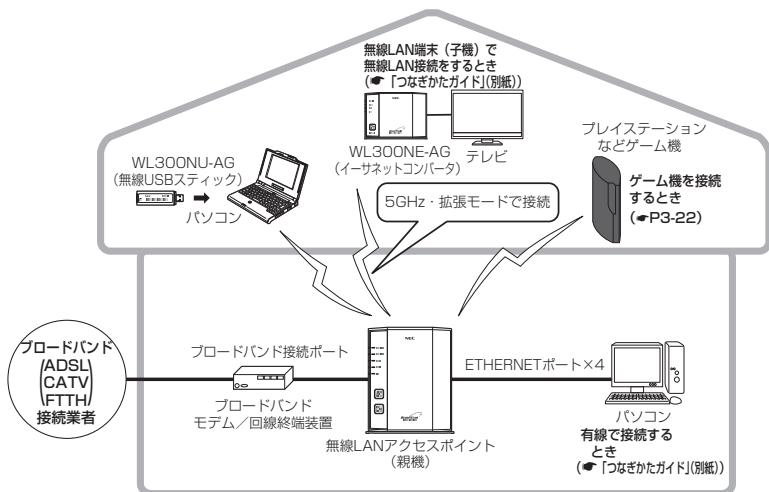 無線LAN端末（子機）で
無線LAN接続をするとき
（☛「つなぎかたガイド」(別紙)）
WL300NU-AG
（無線USBスティック）
パソコン
NEC
WL300NE-AG
（イーサネットコンバータ）
テレビ
プレイステーション
などゲーム機
ゲーム機を接続
するとき
（☛P3-22）
5GHz・拡張モードで接続
ブロードバンド
ADSL
CATV
FTTH
接続業者
ブロードバンド接続ポート
ブロードバンド
モデム／回線終端装置
NEC
無線LANアクセスポイント
（親機）
ETHERNETポート×4
パソコン
有線で接続する
とき
（☛「つなぎかたガイド」(別紙)）